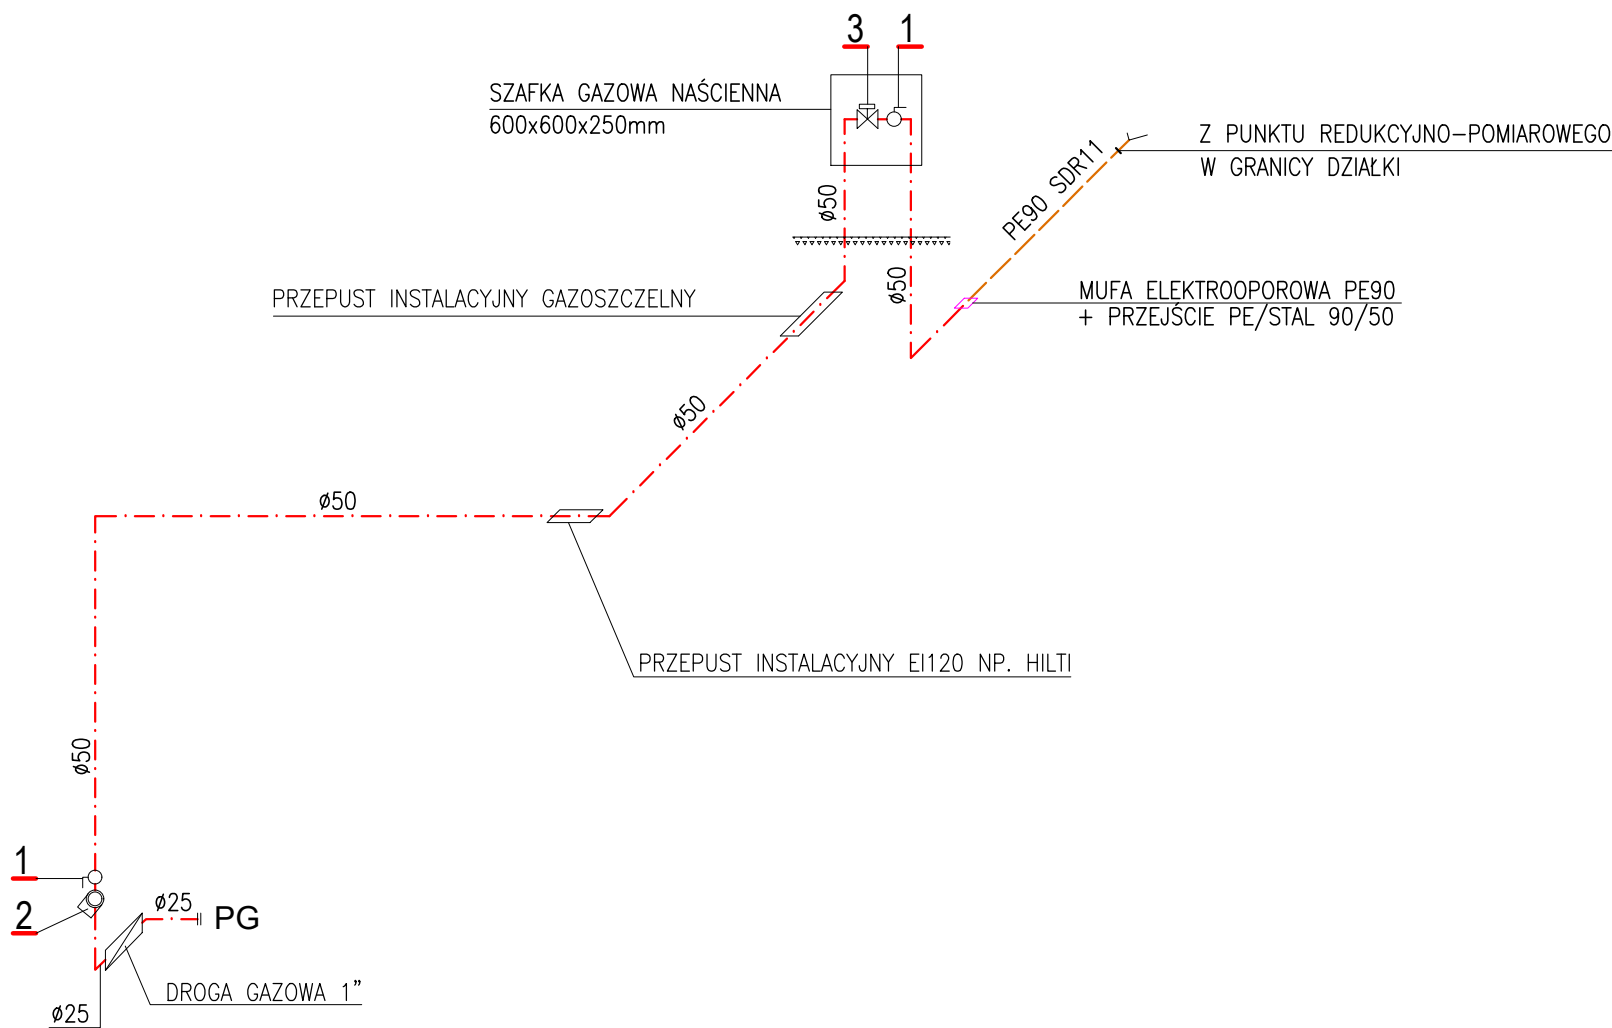 3 1
SZAFKA GAZOWA NAŚCIENNA
600x600x250mm
Z PUNKTU REDUKCYJNO-POMIAROWEGO
W GRANICY DZIAŁKI
PE90 SDR11
ø50
ø50
PRZEPUST INSTALACYJNY GAZOSZCZELNY
MUFA ELEKTROOPOROWA PE90
+ PRZEJŚCIE PE/STAL 90/50
ø50
ø50
PRZEPUST INSTALACYJNY EI120 NP. HILTI
ø50
1
2
ø25
PG
DROGA GAZOWA 1”
ø25